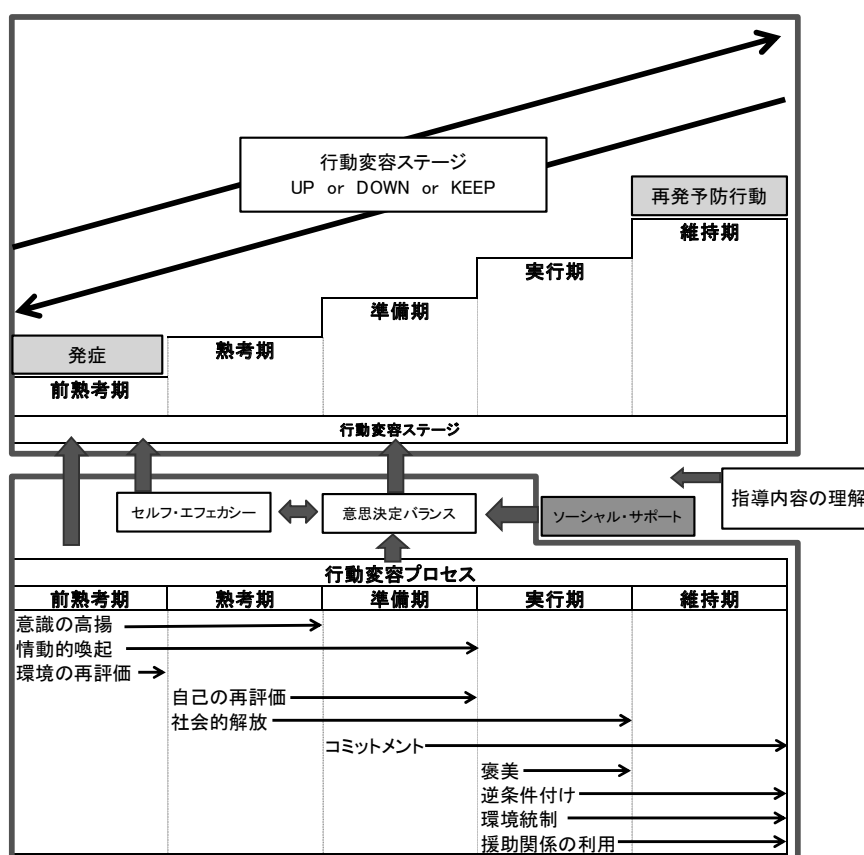 行動変容ステージ
UP or DOWN or KEEP
再発予防行動
維持期
実行期
準備期
熟考期
発症
前熟考期
行動変容ステージ
セルフ・エフェカシー
意思決定バランス
ソーシャル・サポート
指導内容の理解
行動変容プロセス
前熟考期 熟考期 準備期 実行期 維持期
意識の高揚
情動的喚起
環境の再評価
自己の再評価
社会的解放
コミットメント
褒美
逆条件付け
環境統制
援助関係の利用